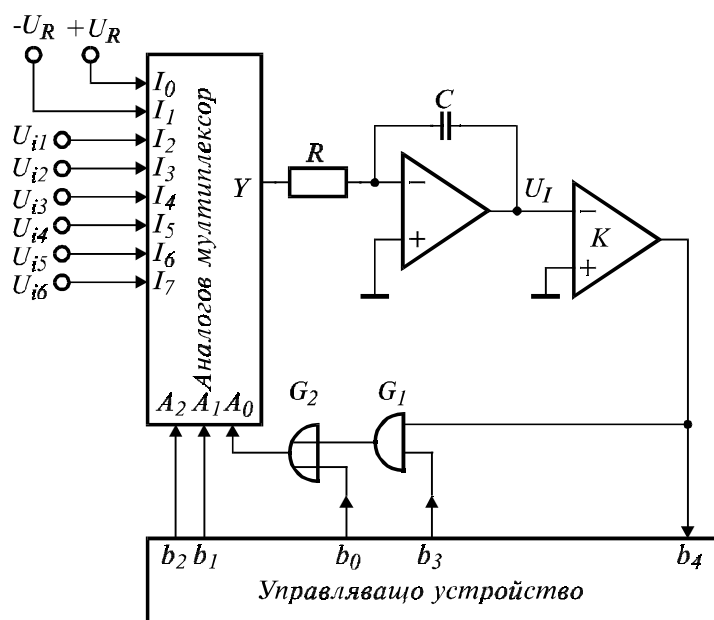 -U_R +U_R
I_0
I_1
U_i1 I_2
U_i2 I_3
U_i3 I_4
U_i4 I_5
U_i5 I_6
U_i6 I_7
Аналогов мултиплексор
Y
R
C
U_I
K
A_2 A_1 A_0
G_2
G_1
b_2 b_1 b_0 b_3 b_4
Управляващо устройство